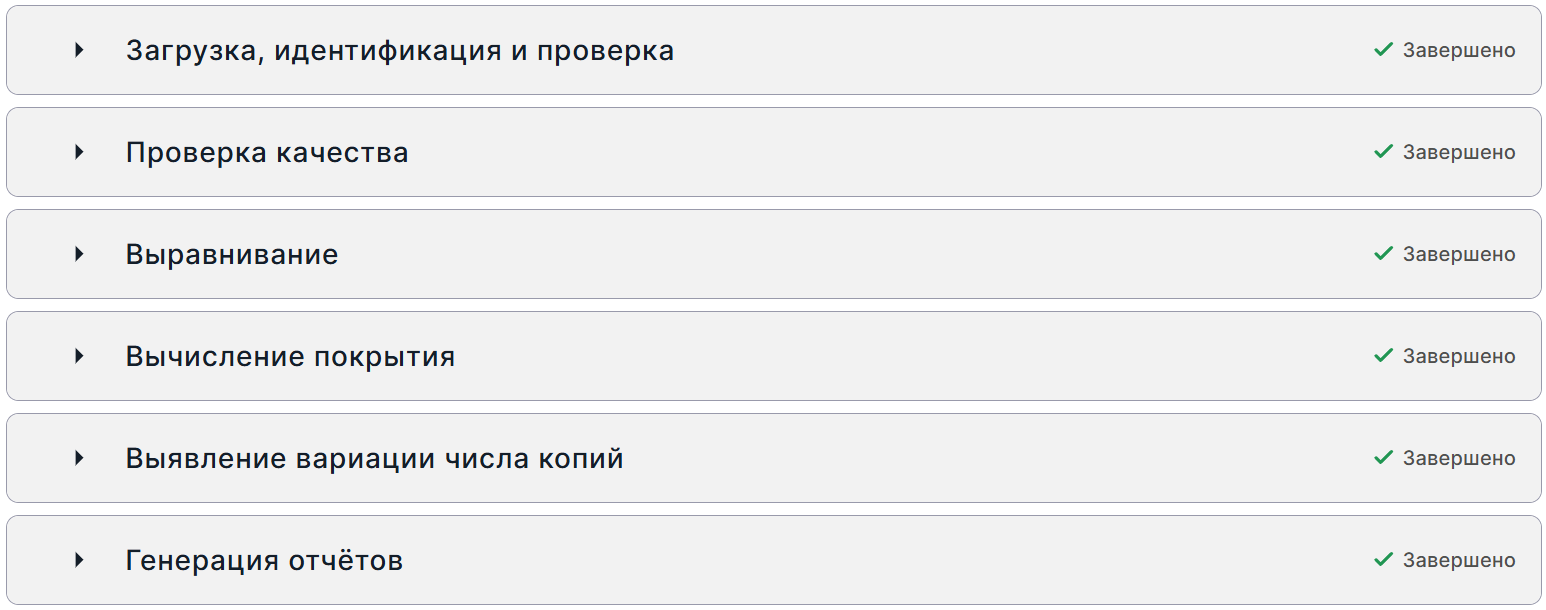 Загрузка, идентификация и проверка Завершено
Проверка качества Завершено
Выравнивание Завершено
Вычисление покрытия Завершено
Выявление вариации числа копий Завершено
Генерация отчётов Завершено